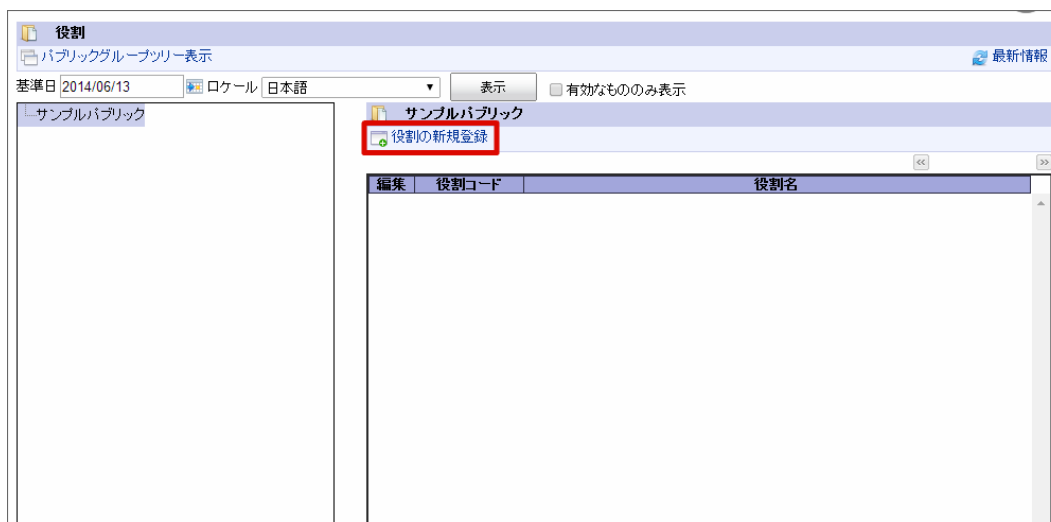 役割
パブリックグループツリー表示 最新情報
基準日 2014/06/13 ロケール 日本語 表示 有効なもののみ表示
サンプルパブリック
サンプルパブリック
役割の新規登録
編集 役割コード 役割名